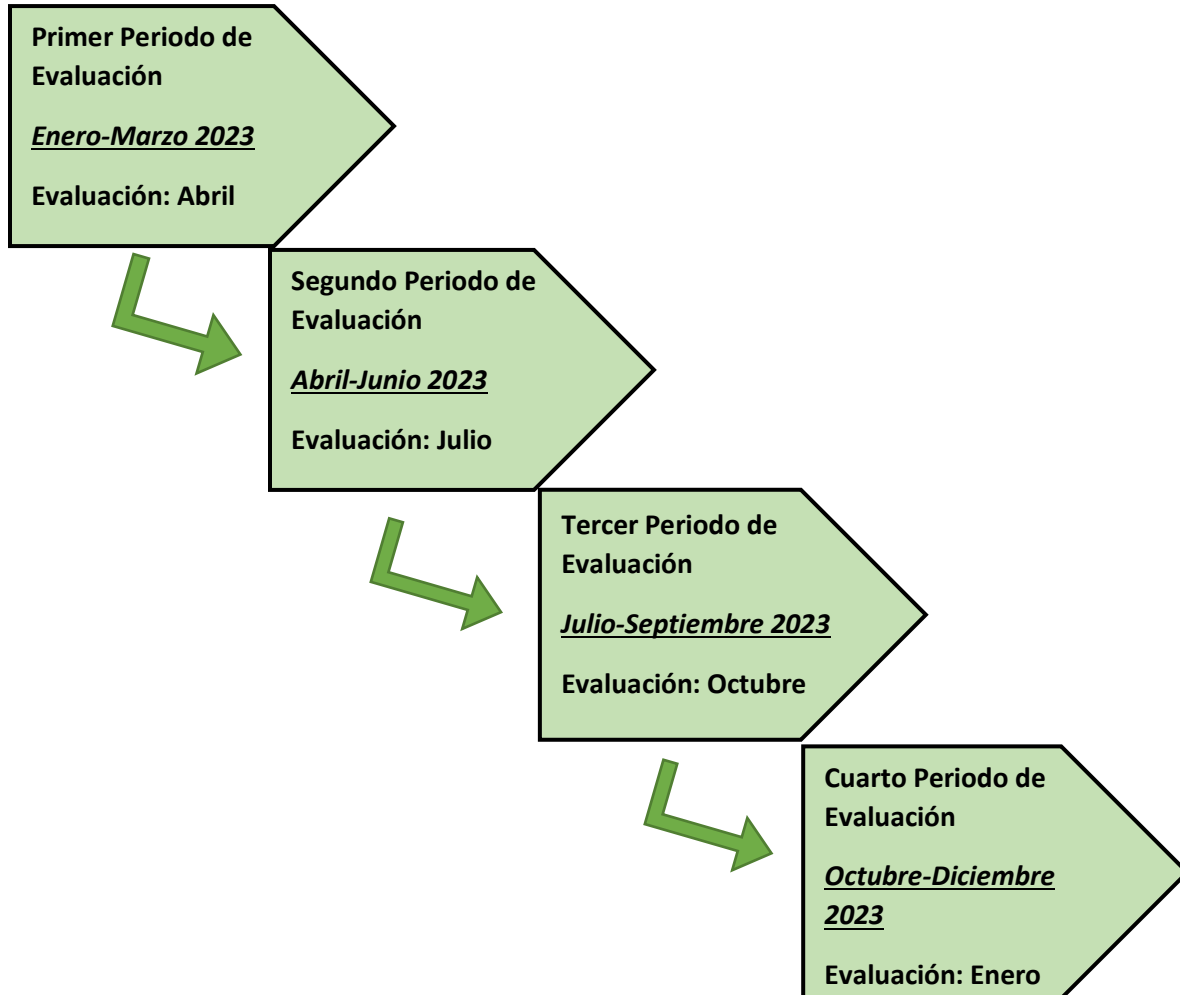 Primer Periodo de
Evaluación
Enero-Marzo 2023
Evaluación: Abril
Segundo Periodo de
Evaluación
Abril-Junio 2023
Evaluación: Julio
Tercer Periodo de
Evaluación
Julio-Septiembre 2023
Evaluación: Octubre
Cuarto Periodo de
Evaluación
Octubre-Diciembre
2023
Evaluación: Enero